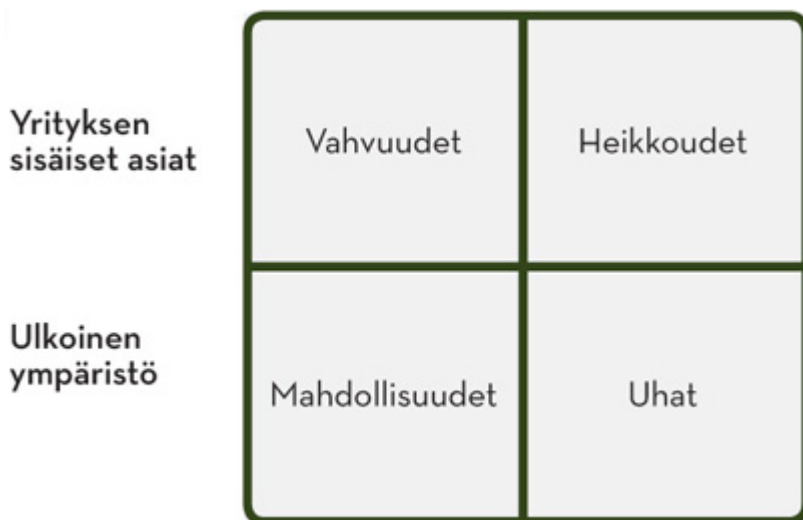 Yrityksen
sisäiset asiat
Vahvuudet
Heikkoudet
Ulkoinen
ympäristö
Mahdollisuudet
Uhat